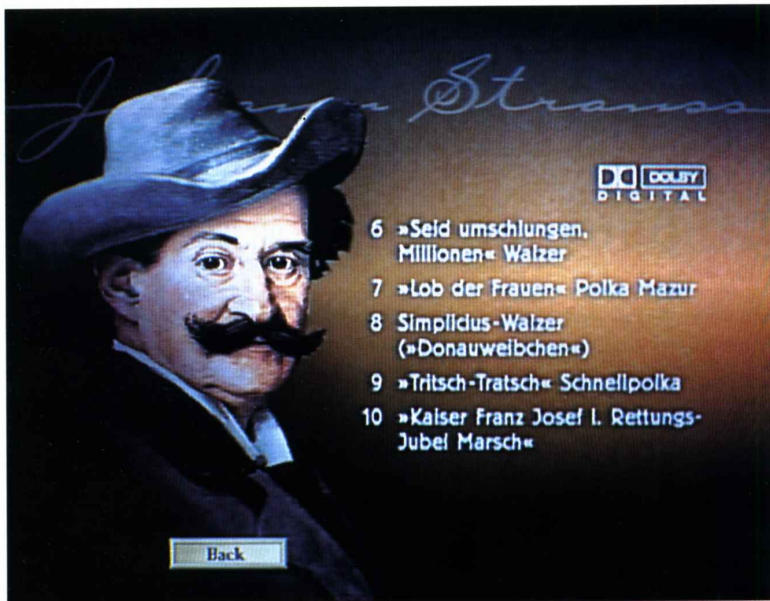 Johann Strauss
DOLBY
DIGITAL
6 »Seid umschlungen,
Millionen« Walzer
7 »Lob der Frauen« Polka Mazur
8 Simplicius-Walzer
(»Donauweibchen«)
9 »Tritsch-Tratsch« Schnellpolka
10 »Kaiser Franz Josef I. Rettungs-
Jubel Marsch«
Back